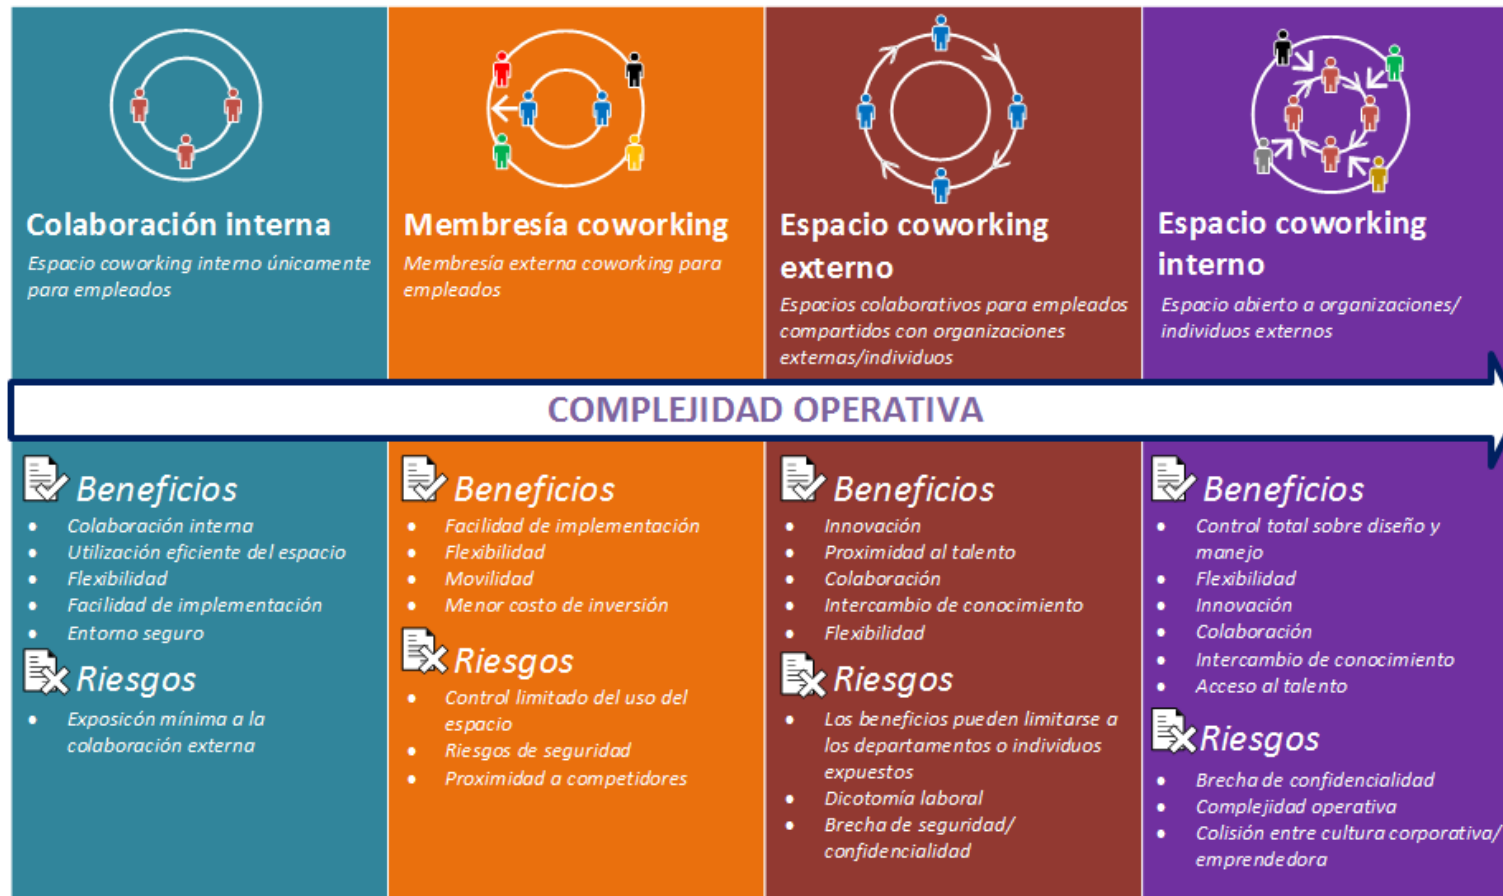 Colaboración interna
Espacio coworking interno únicamente
para empleados
Membresía coworking
Membresía externa coworking para
empleados
Espacio coworking
externo
Espacios colaborativos para empleados
compartidos con organizaciones
externas/individuos
Espacio coworking
interno
Espacio abierto a organizaciones/
individuos externos
COMPLEJIDAD OPERATIVA
Beneficios
• Colaboración interna
• Utilización eficiente del espacio
• Flexibilidad
• Facilidad de implementación
• Entorno seguro
Riesgos
• Exposicón mínima a la
colaboración externa
Beneficios
• Facilidad de implementación
• Flexibilidad
• Movilidad
• Menor costo de inversión
Riesgos
• Control limitado del uso del
espacio
• Riesgos de seguridad
• Proximidad a competidores
Beneficios
• Innovación
• Proximidad al talento
• Colaboración
• Intercambio de conocimiento
• Flexibilidad
Riesgos
• Los beneficios pueden limitarse a
los departamentos o individuos
expuestos
• Dicotomía laboral
• Brecha de seguridad/
confidencialidad
Beneficios
• Control total sobre diseño y
manejo
• Flexibilidad
• Innovación
• Colaboración
• Intercambio de conocimiento
• Acceso al talento
Riesgos
• Brecha de confidencialidad
• Complejidad operativa
• Colisión entre cultura corporativa/
emprendedora